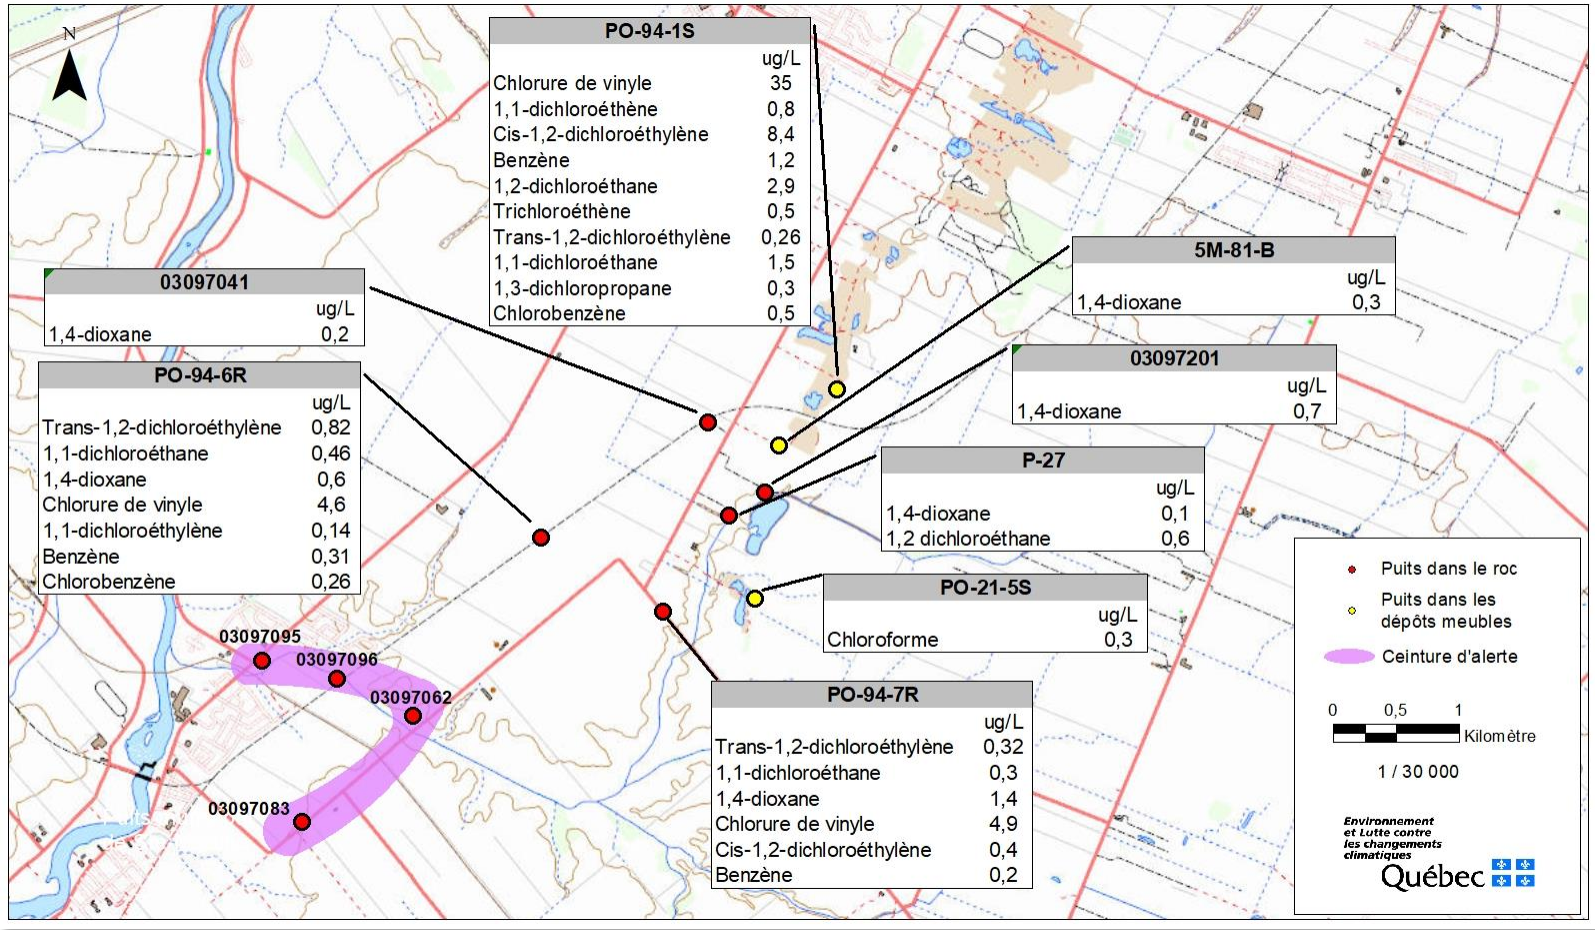 N
PO-94-1S
ug/L
Chlorure de vinyle 35
1,1-dichloroéthène 0,8
Cis-1,2-dichloroéthylène 8,4
Benzène 1,2
1,2-dichloroéthane 2,9
Trichloroéthène 0,5
Trans-1,2-dichloroéthylène 0,26
1,1-dichloroéthane 1,5
1,3-dichloropropane 0,3
Chlorobenzène 0,5
03097041
ug/L
1,4-dioxane 0,2
5M-81-B
ug/L
1,4-dioxane 0,3
PO-94-6R
ug/L
Trans-1,2-dichloroéthylène 0,82
1,1-dichloroéthane 0,46
1,4-dioxane 0,6
Chlorure de vinyle 4,6
1,1-dichloroéthylène 0,14
Benzène 0,31
Chlorobenzène 0,26
03097201
ug/L
1,4-dioxane 0,7
P-27
ug/L
1,4-dioxane 0,1
1,2 dichloroéthane 0,6
PO-21-5S
ug/L
Chloroforme 0,3
03097095
03097096
03097062
03097083
PO-94-7R
ug/L
Trans-1,2-dichloroéthylène 0,32
1,1-dichloroéthane 0,3
1,4-dioxane 1,4
Chlorure de vinyle 4,9
Cis-1,2-dichloroéthylène 0,4
Benzène 0,2
Puits dans le roc
Puits dans les
dépôts meubles
Ceinture d'alerte
0 0,5 1
Kilomètre
1 / 30 000
Environnement
et Lutte contre
les changements
climatiques
Québec